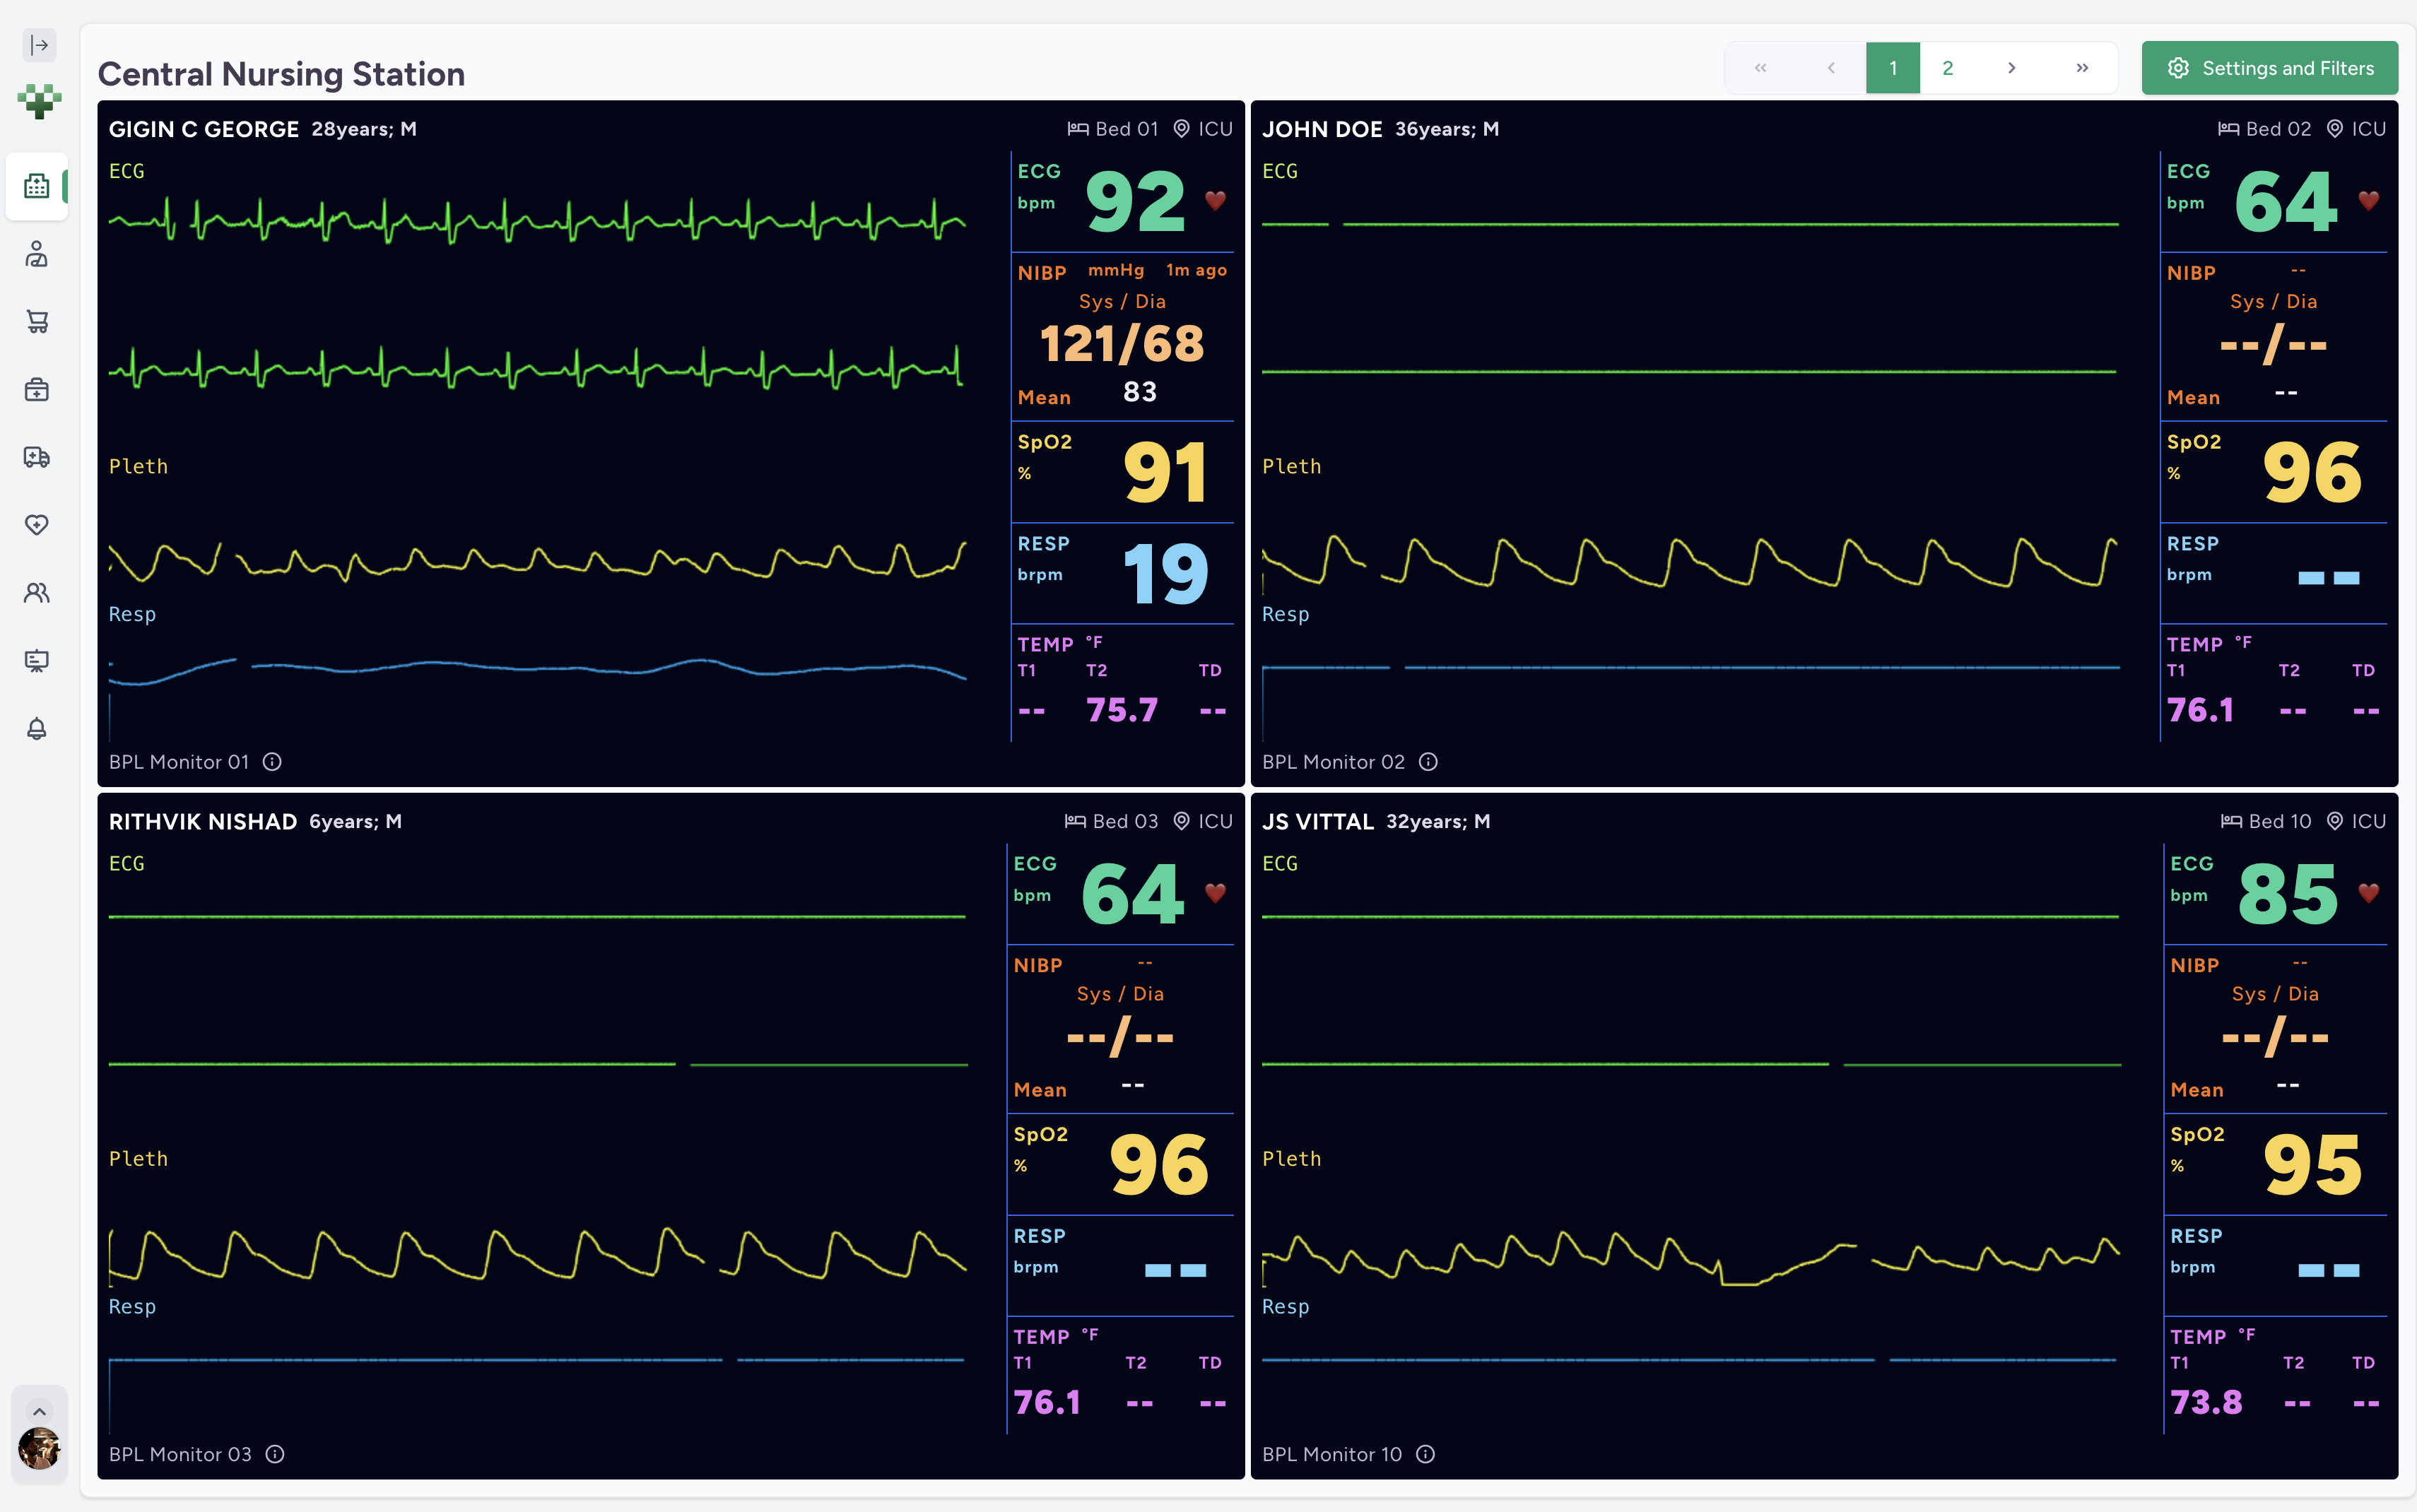 Central Nursing Station
« ‹ 1 2 › »
Settings and Filters
GIGIN C GEORGE 28years; M Bed 01 ICU
ECG
Pleth
Resp
ECG
bpm
92
NIBP mmHg 1m ago
Sys / Dia
121/68
Mean 83
SpO2
%
91
RESP
brpm
19
TEMP °F
T1 T2 TD
-- 75.7 --
BPL Monitor 01
JOHN DOE 36years; M Bed 02 ICU
ECG
Pleth
Resp
ECG
bpm
64
NIBP --
Sys / Dia
--/--
Mean --
SpO2
%
96
RESP
brpm
--
TEMP °F
T1 T2 TD
76.1 -- --
BPL Monitor 02
RITHVIK NISHAD 6years; M Bed 03 ICU
ECG
Pleth
Resp
ECG
bpm
64
NIBP --
Sys / Dia
--/--
Mean --
SpO2
%
96
RESP
brpm
--
TEMP °F
T1 T2 TD
76.1 -- --
BPL Monitor 03
JS VITTAL 32years; M Bed 10 ICU
ECG
Pleth
Resp
ECG
bpm
85
NIBP --
Sys / Dia
--/--
Mean --
SpO2
%
95
RESP
brpm
--
TEMP °F
T1 T2 TD
73.8 -- --
BPL Monitor 10